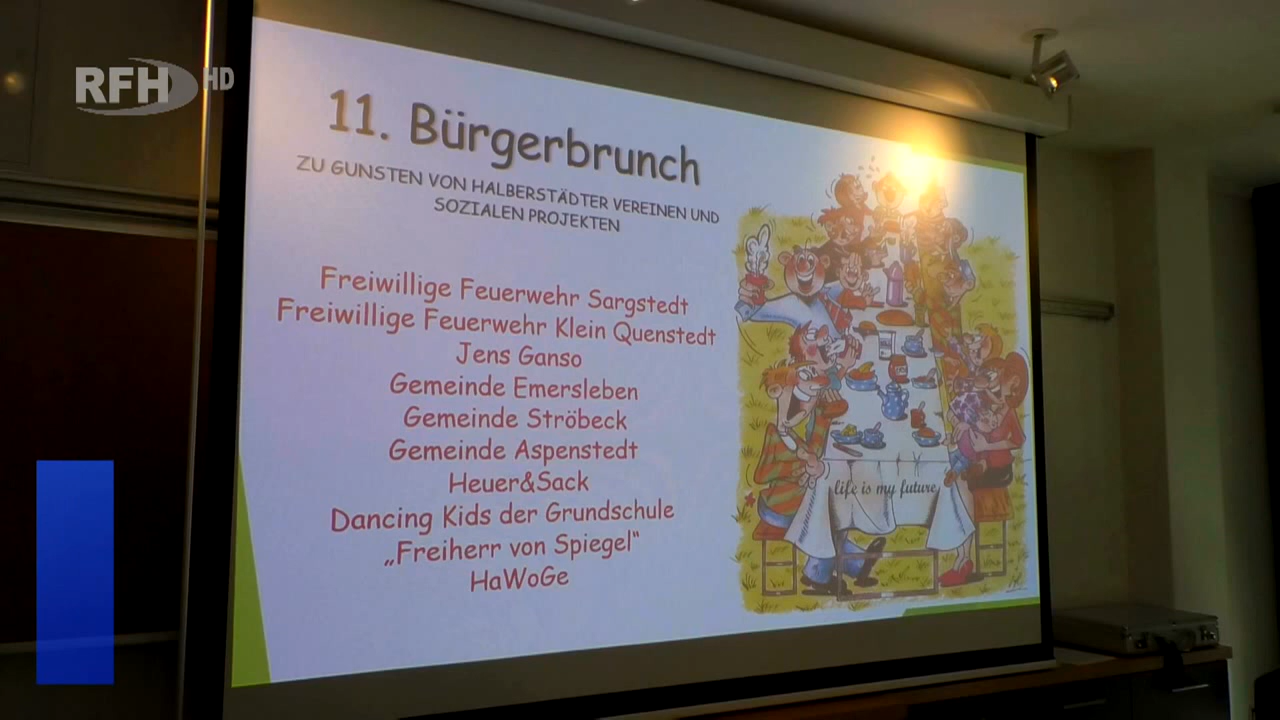 RFH HD
11. Bürgerbrunch
ZU GUNSTEN VON HALBERSTÄDTER VEREINEN UND
SOZIALEN PROJEKTEN
Freiwillige Feuerwehr Sargstedt
Freiwillige Feuerwehr Klein Quenstedt
Jens Ganso
Gemeinde Emersleben
Gemeinde Ströbeck
Gemeinde Aspenstedt
Heuer&Sack
Dancing Kids der Grundschule
„Freiherr von Spiegel“
HaWoGe
life is my future